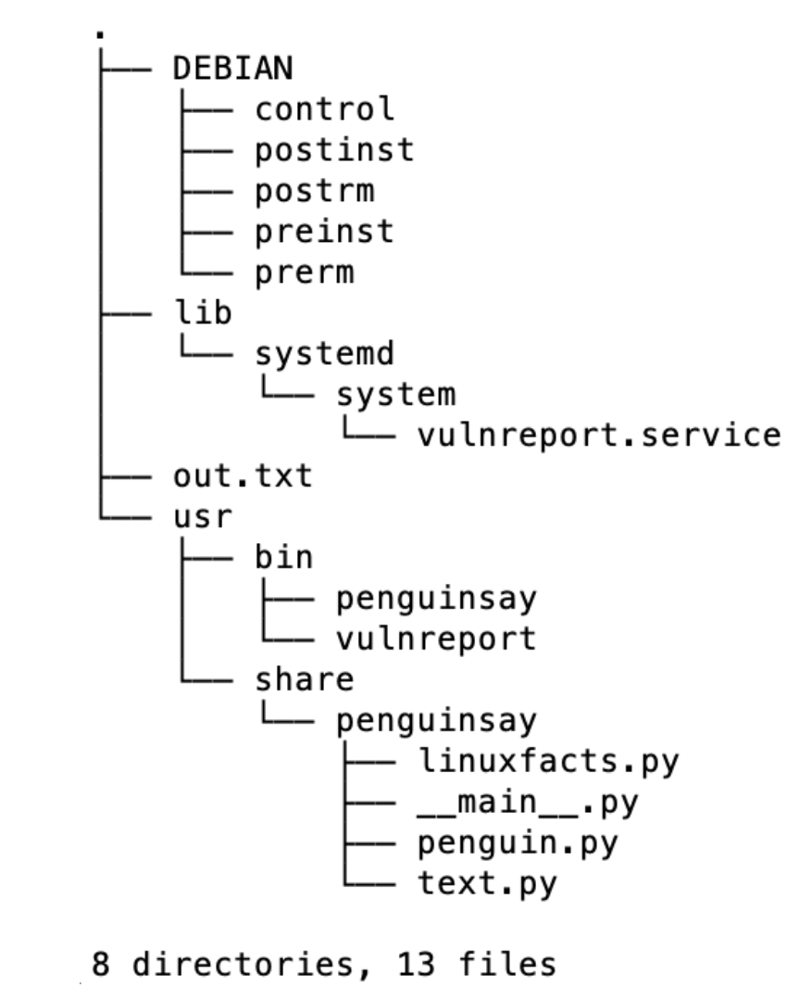 .
├── DEBIAN
│   ├── control
│   ├── postinst
│   ├── postrm
│   ├── preinst
│   └── prerm
├── lib
│   └── systemd
│       └── system
│           └── vulnreport.service
├── out.txt
└── usr
    ├── bin
    │   ├── penguinsay
    │   └── vulnreport
    └── share
        └── penguinsay
            ├── linuxfacts.py
            ├── __main__.py
            ├── penguin.py
            └── text.py
8 directories, 13 files